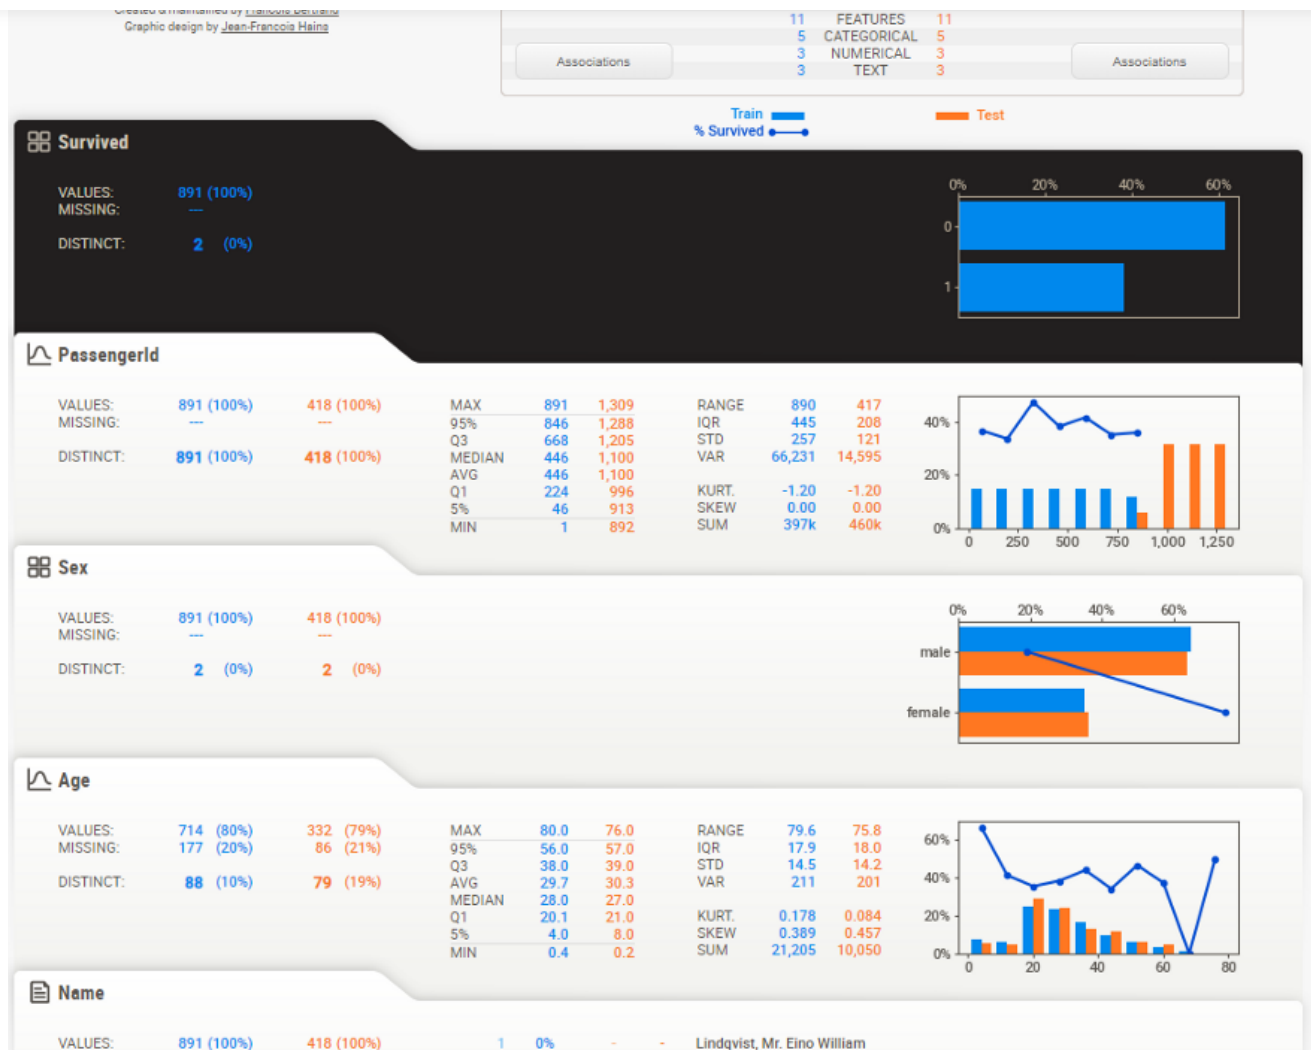 Created & maintained by Francois Bertrand
Graphic design by Jean-Francois Hains
11 FEATURES 11
5 CATEGORICAL 5
3 NUMERICAL 3
3 TEXT 3
Associations
Associations
Train
Test
% Survived
Survived
VALUES: 891 (100%)
MISSING: ---
DISTINCT: 2 (0%)
0% 20% 40% 60%
0
1
PassengerId
VALUES: 891 (100%) 418 (100%)
MISSING: --- ---
DISTINCT: 891 (100%) 418 (100%)
MAX 891 1,309
95% 846 1,288
Q3 668 1,205
MEDIAN 446 1,100
AVG 446 1,100
Q1 224 996
5% 46 913
MIN 1 892
RANGE 890 417
IQR 445 208
STD 257 121
VAR 66,231 14,595
KURT. -1.20 -1.20
SKEW 0.00 0.00
SUM 397k 460k
40%
20%
0%
0 250 500 750 1,000 1,250
Sex
VALUES: 891 (100%) 418 (100%)
MISSING: --- ---
DISTINCT: 2 (0%) 2 (0%)
0% 20% 40% 60%
male
female
Age
VALUES: 714 (80%) 332 (79%)
MISSING: 177 (20%) 86 (21%)
DISTINCT: 88 (10%) 79 (19%)
MAX 80.0 76.0
95% 56.0 57.0
Q3 38.0 39.0
AVG 29.7 30.3
MEDIAN 28.0 27.0
Q1 20.1 21.0
5% 4.0 8.0
MIN 0.4 0.2
RANGE 79.6 75.8
IQR 17.9 18.0
STD 14.5 14.2
VAR 211 201
KURT. 0.178 0.084
SKEW 0.389 0.457
SUM 21,205 10,050
60%
40%
20%
0%
0 20 40 60 80
Name
VALUES: 891 (100%) 418 (100%)
1 0% - - Lindqvist, Mr. Eino William